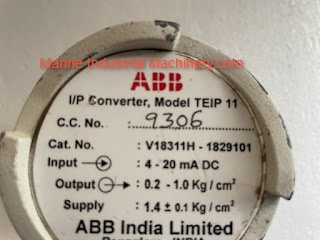 Marine Industrial Machinery.com
ABB
I/P Converter, Model TEIP 11
C.C. No. : 9306
Cat. No. : V18311H - 1829101
Input : 4 - 20 mA DC
Output : 0.2 - 1.0 Kg / cm²
Supply : 1.4 ± 0.1 Kg / cm²
ABB India Limited